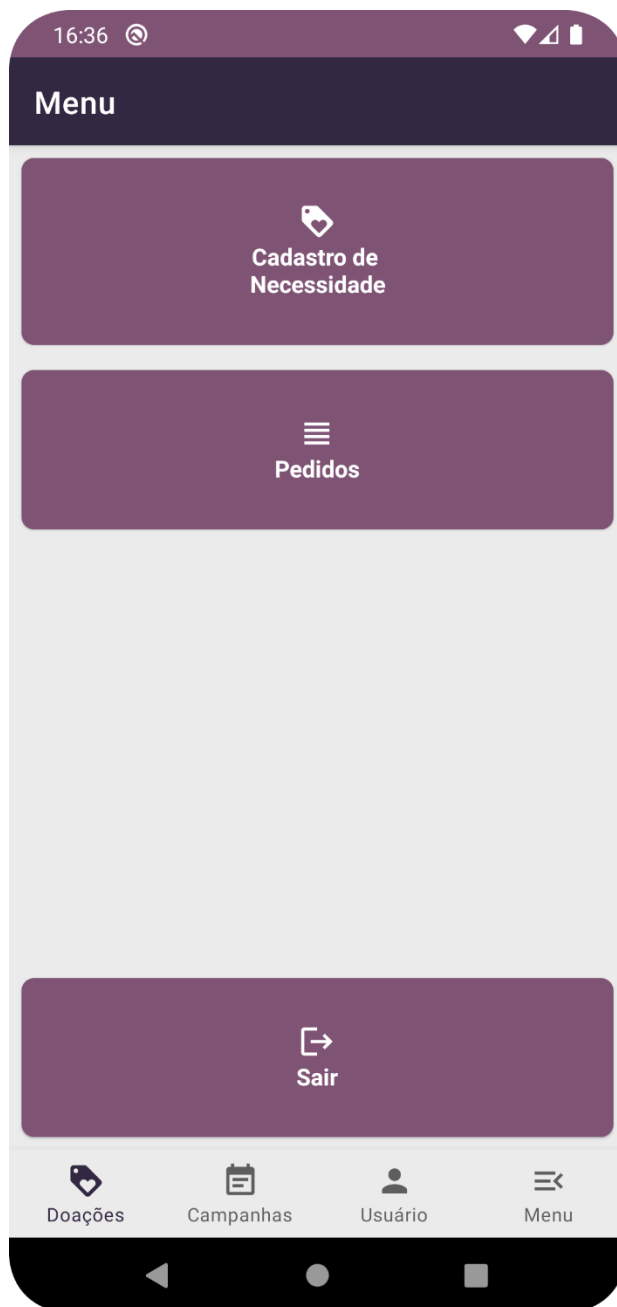 16:36
Menu
Cadastro de
Necessidade
Pedidos
Sair
Doações
Campanhas
Usuário
Menu